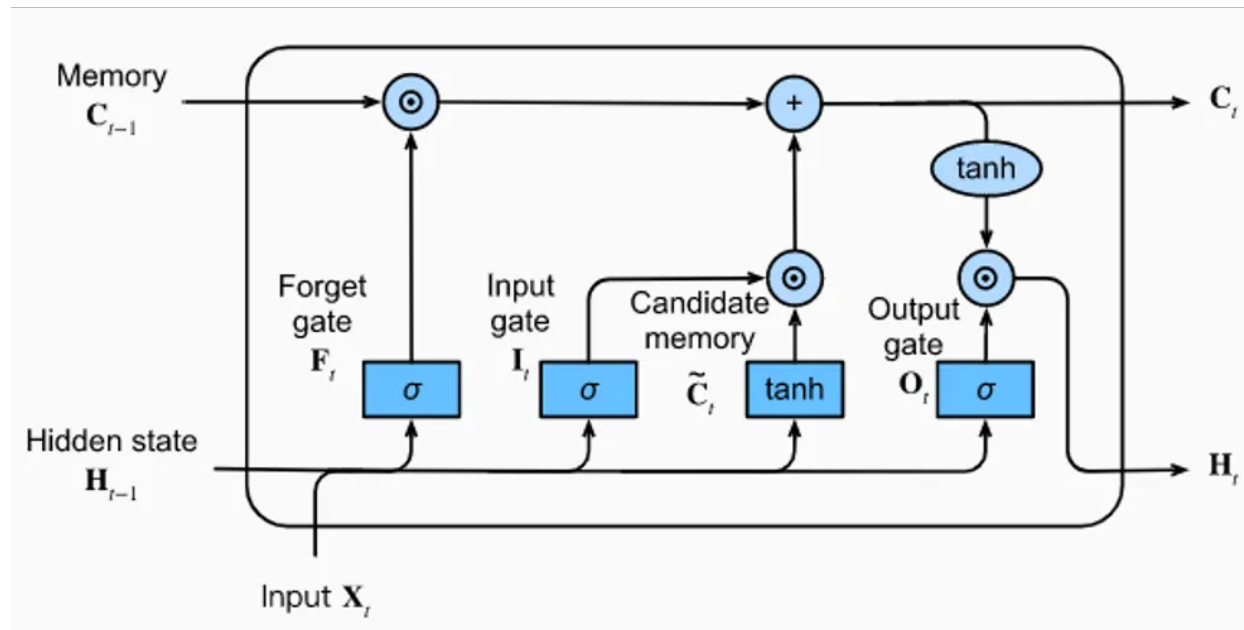 Memory
C_{t−1}
⊙
+
C_t
tanh
Forget
gate
F_t
Input
gate
I_t
Candidate
memory
C̃_t
⊙
Output
gate
O_t
⊙
σ
σ
tanh
σ
Hidden state
H_{t−1}
H_t
Input X_t